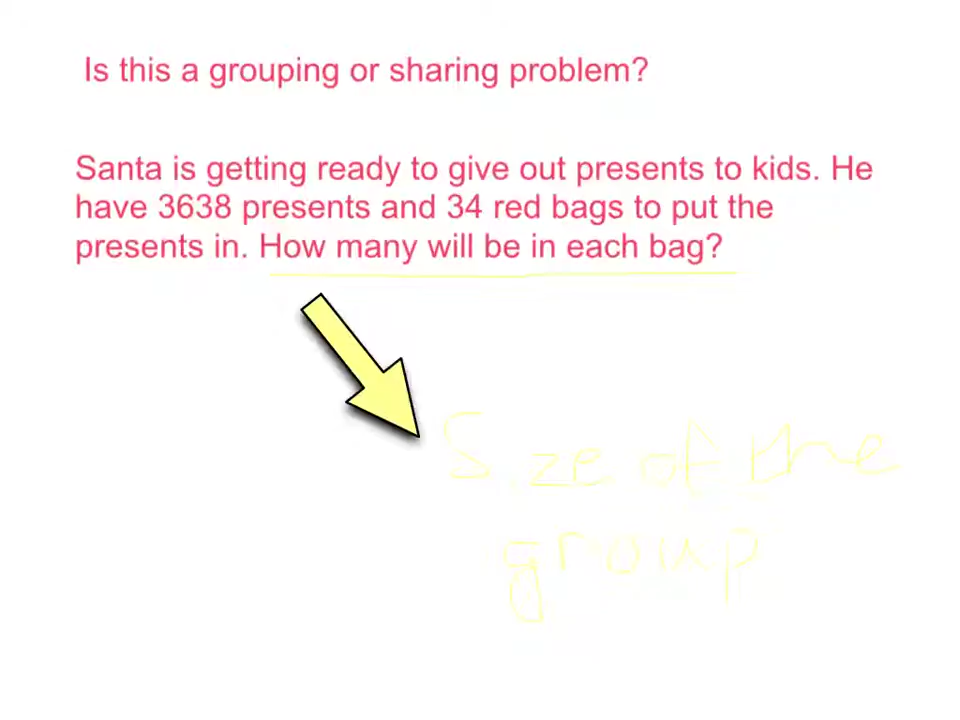 Is this a grouping or sharing problem?
Santa is getting ready to give out presents to kids. He
have 3638 presents and 34 red bags to put the
presents in. How many will be in each bag?
Size of the
group